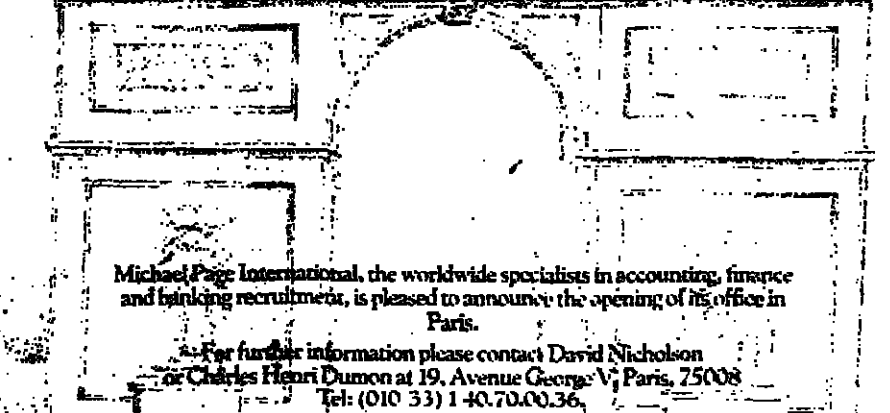 Michael Page International, the worldwide specialists in accounting, finance
and banking recruitment, is pleased to announce the opening of its office in
Paris.
For further information please contact David Nicholson
or Charles Henri Dumon at 19, Avenue George V, Paris, 75008
Tel: (010 33) 1 40.70.00.36.